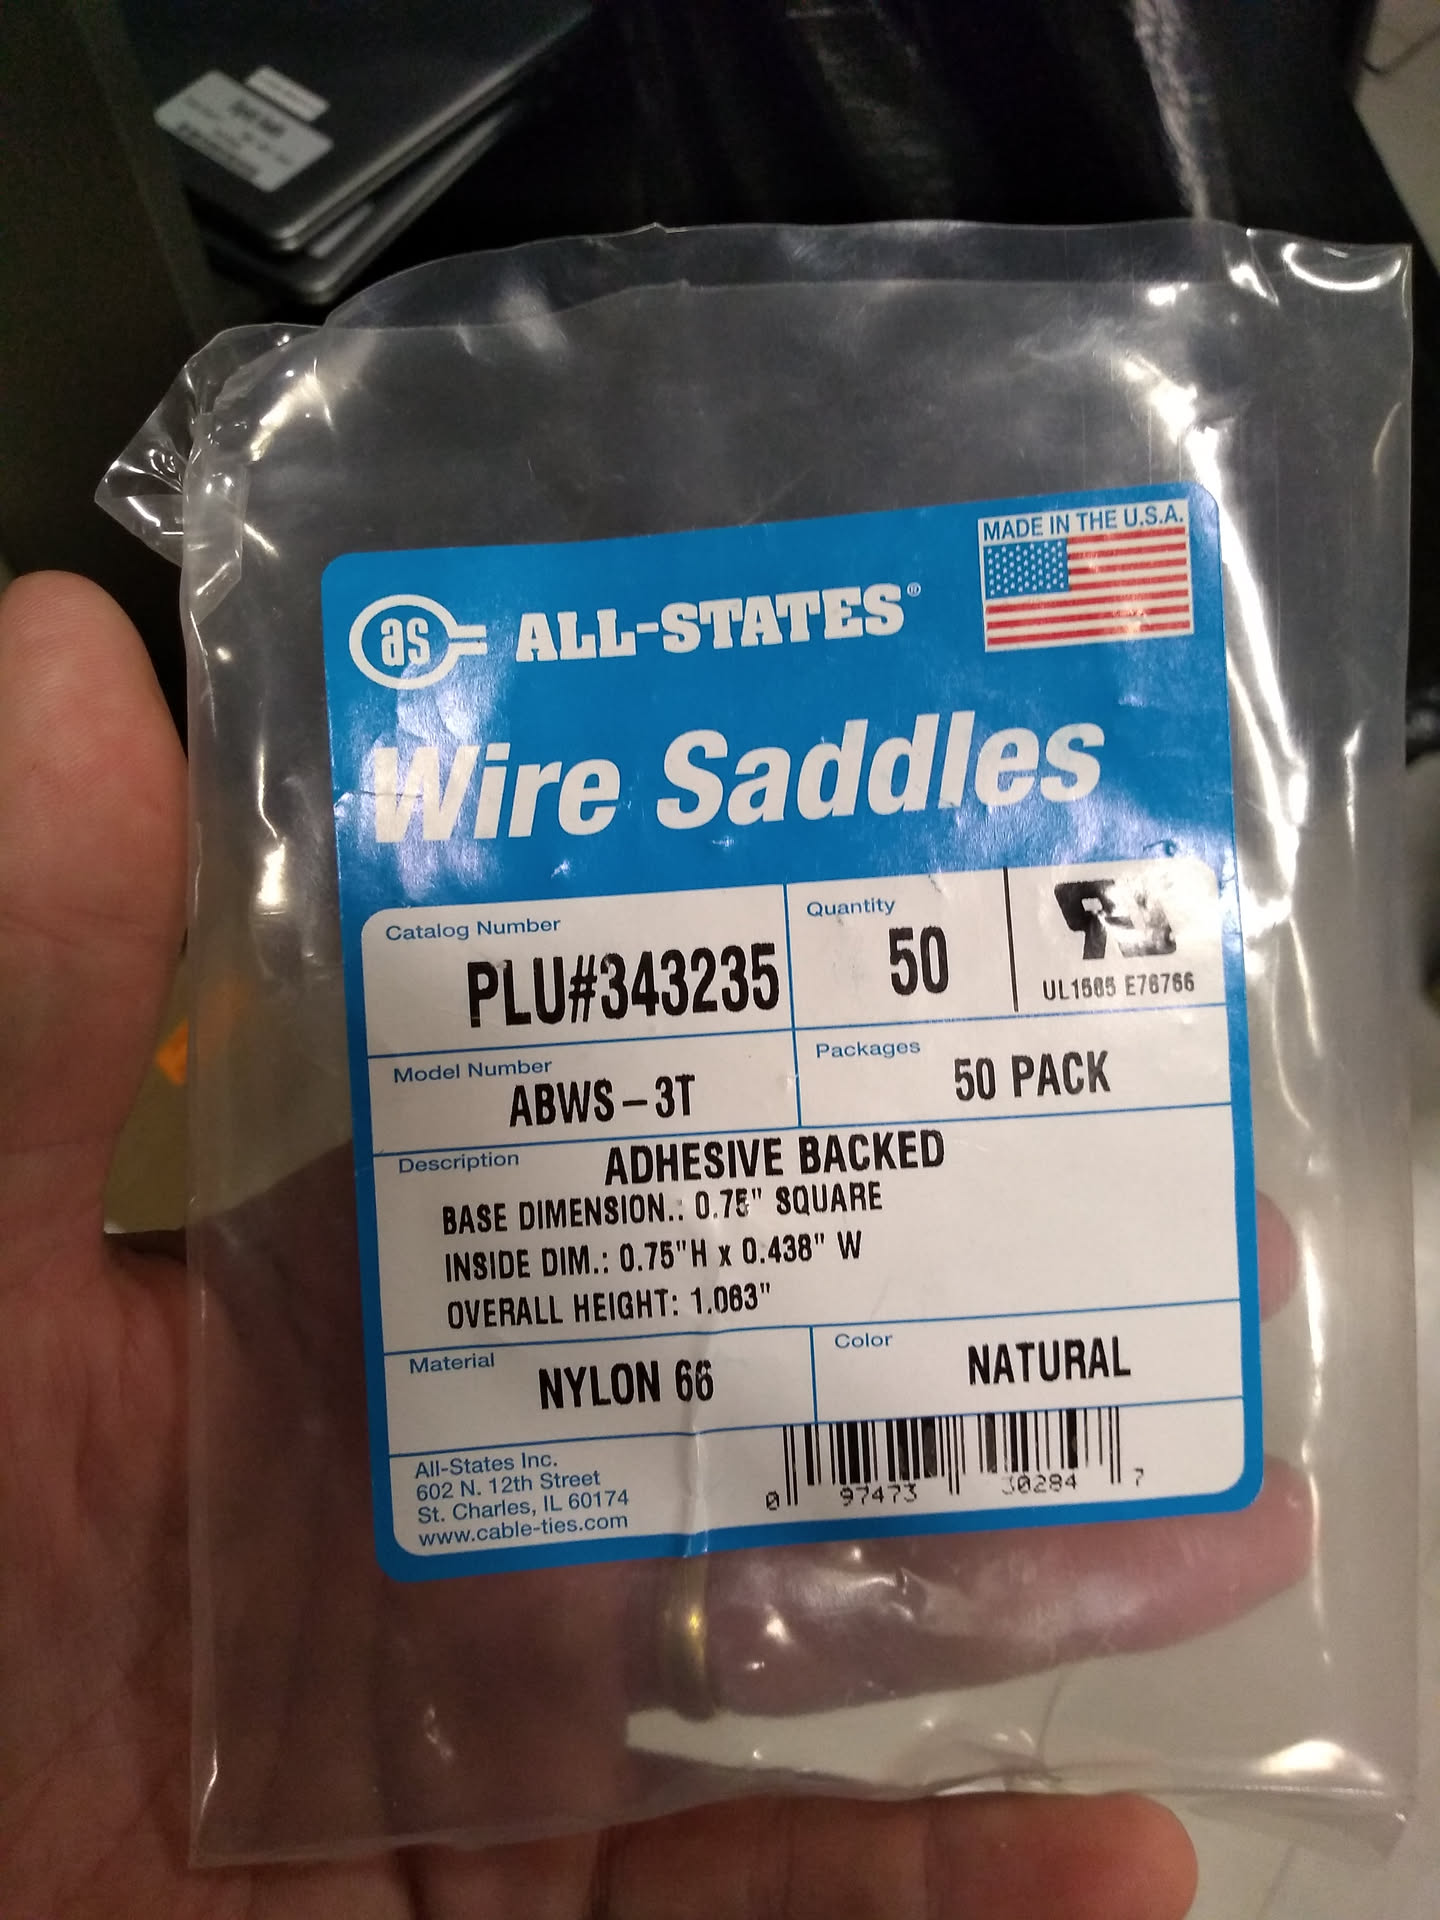 MADE IN THE U.S.A.
as ALL-STATES®
Wire Saddles
Catalog Number
PLU#343235
Quantity
50
UL1565 E76766
Model Number
ABWS-3T
Packages
50 PACK
Description
ADHESIVE BACKED
BASE DIMENSION.: 0.75" SQUARE
INSIDE DIM.: 0.75"H x 0.438" W
OVERALL HEIGHT: 1.063"
Material
NYLON 66
Color
NATURAL
All-States Inc.
602 N. 12th Street
St. Charles, IL 60174
www.cable-ties.com
0 97473 30284 7